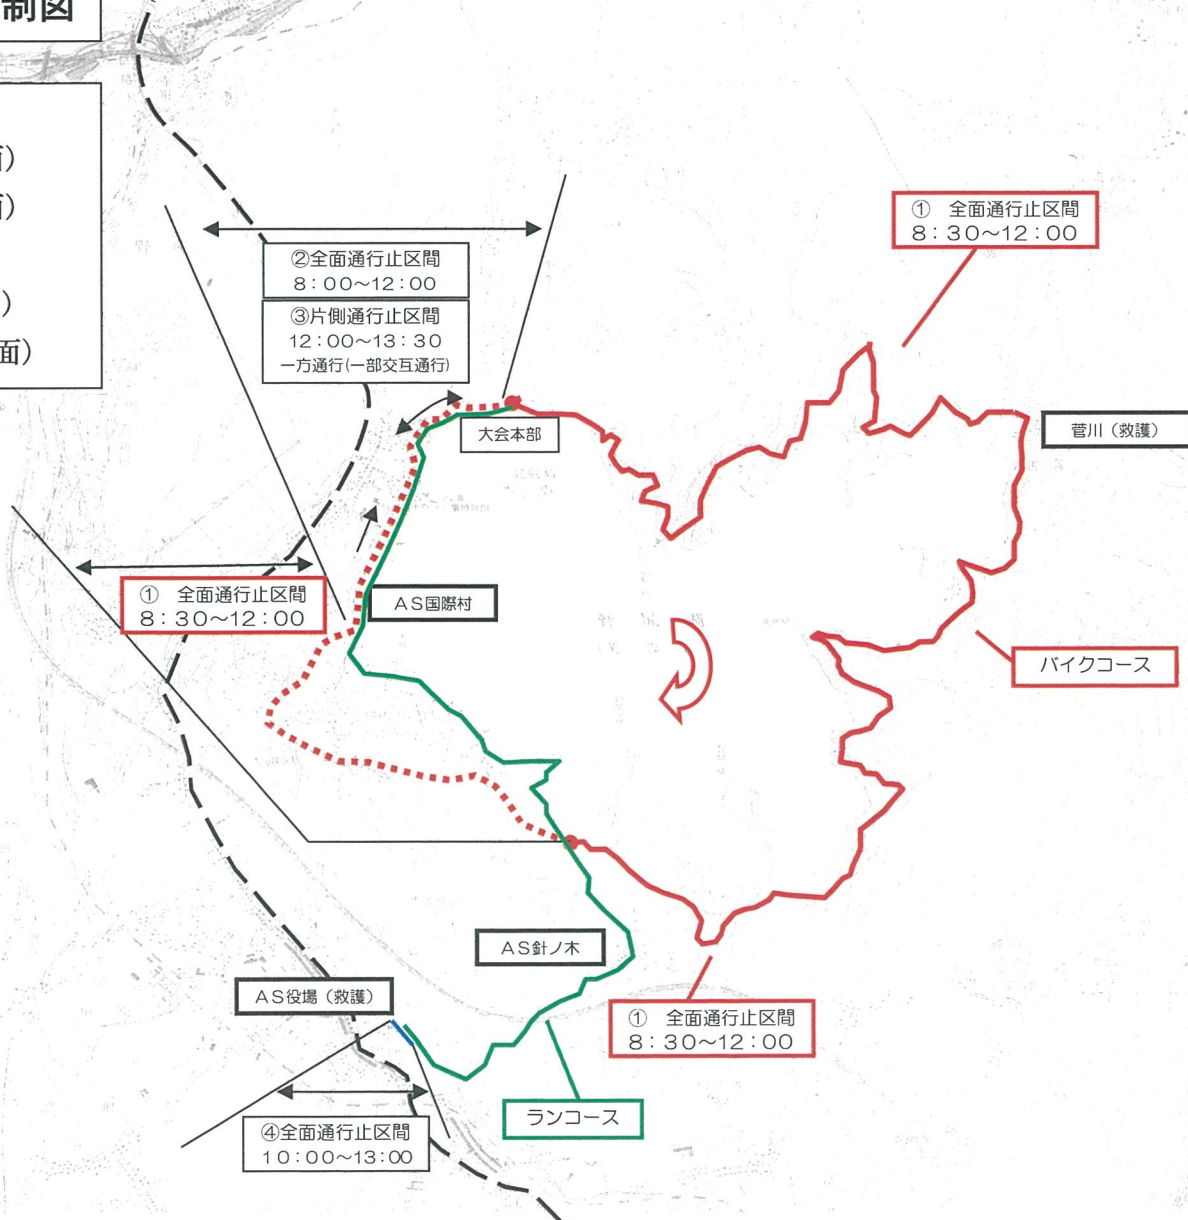 制図
面）
）
面）
①　全面通行止区間
８：３０～１２：００
②全面通行止区間
８：００～１２：００
③片側通行止区間
１２：００～１３：３０
一方通行(一部交互通行)
大会本部
菅川（救護）
①　全面通行止区間
８：３０～１２：００
ＡＳ国際村
バイクコース
ＡＳ針ノ木
ＡＳ役場（救護）
①　全面通行止区間
８：３０～１２：００
ランコース
④全面通行止区間
１０：００～１３：００